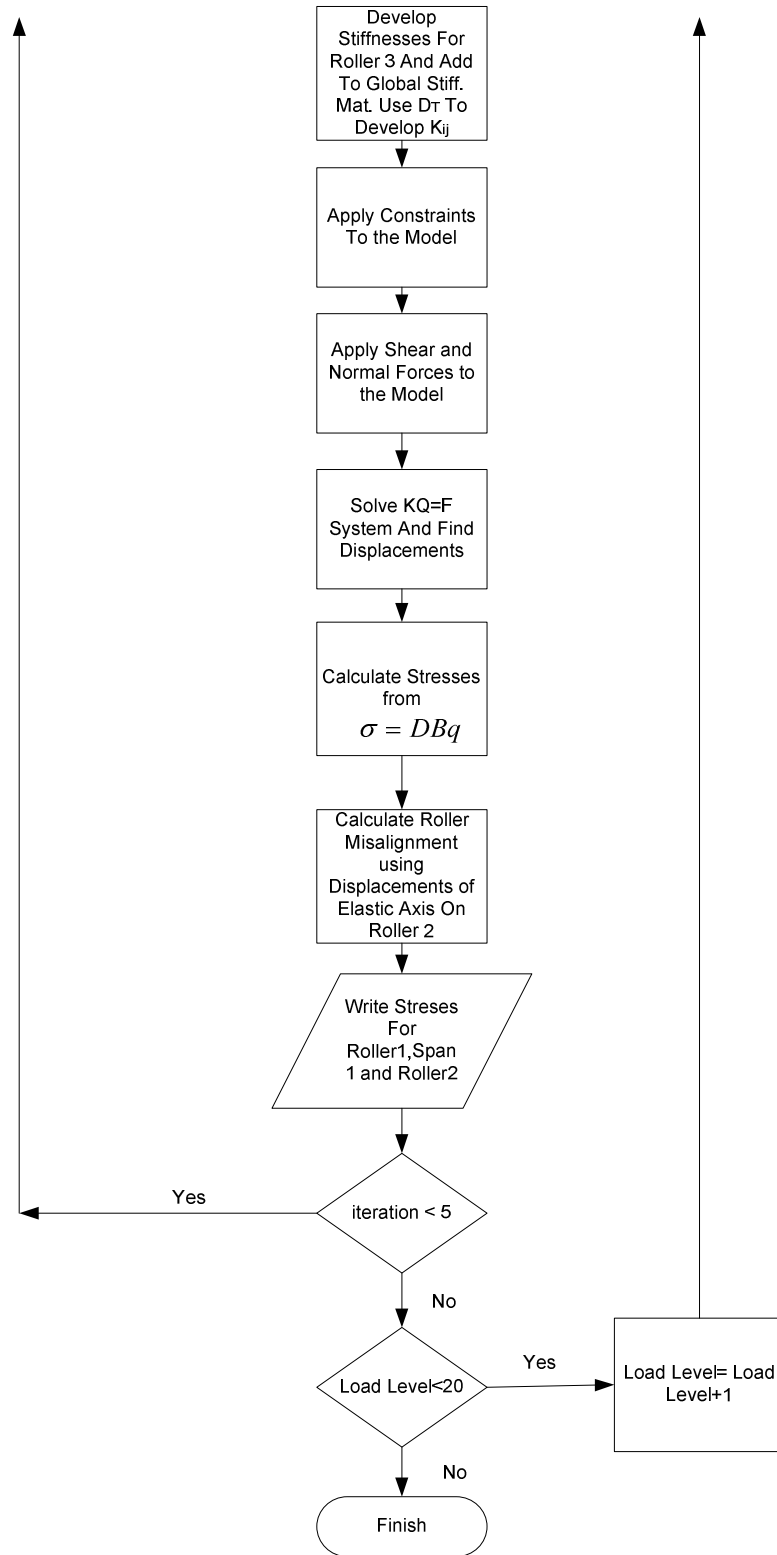 Develop
Stiffnesses For
Roller 3 And Add
To Global Stiff.
Mat. Use DT To
Develop Kij
Apply Constraints
To the Model
Apply Shear and
Normal Forces to
the Model
Solve KQ=F
System And Find
Displacements
Calculate Stresses
from
σ = DBq
Calculate Roller
Misalignment
using
Displacements of
Elastic Axis On
Roller 2
Write Streses
For
Roller1,Span
1 and Roller2
Yes
iteration < 5
No
Load Level<20
Yes
Load Level= Load
Level+1
No
Finish